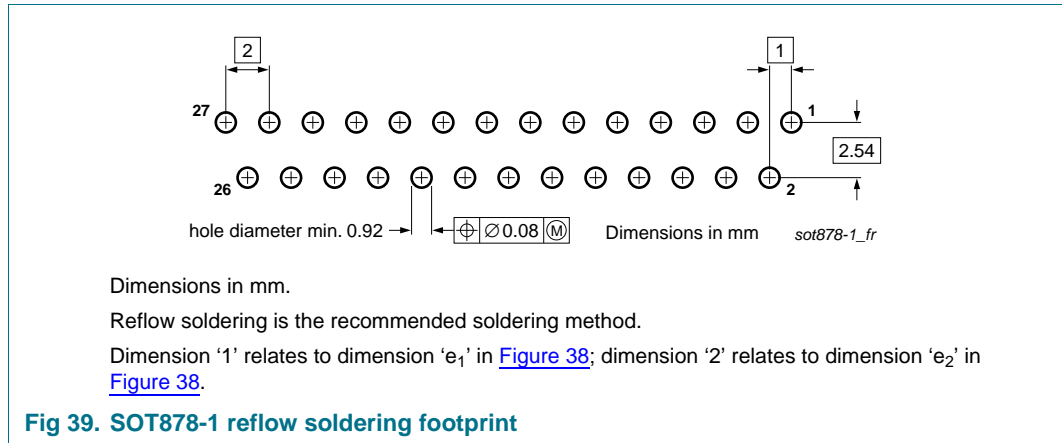 2
1
27
1
2.54
26
2
hole diameter min. 0.92
⌖ ∅ 0.08 Ⓜ
Dimensions in mm
sot878-1_fr
Dimensions in mm.
Reflow soldering is the recommended soldering method.
Dimension ‘1’ relates to dimension ‘e₁’ in Figure 38; dimension ‘2’ relates to dimension ‘e₂’ in
Figure 38.
Fig 39. SOT878-1 reflow soldering footprint